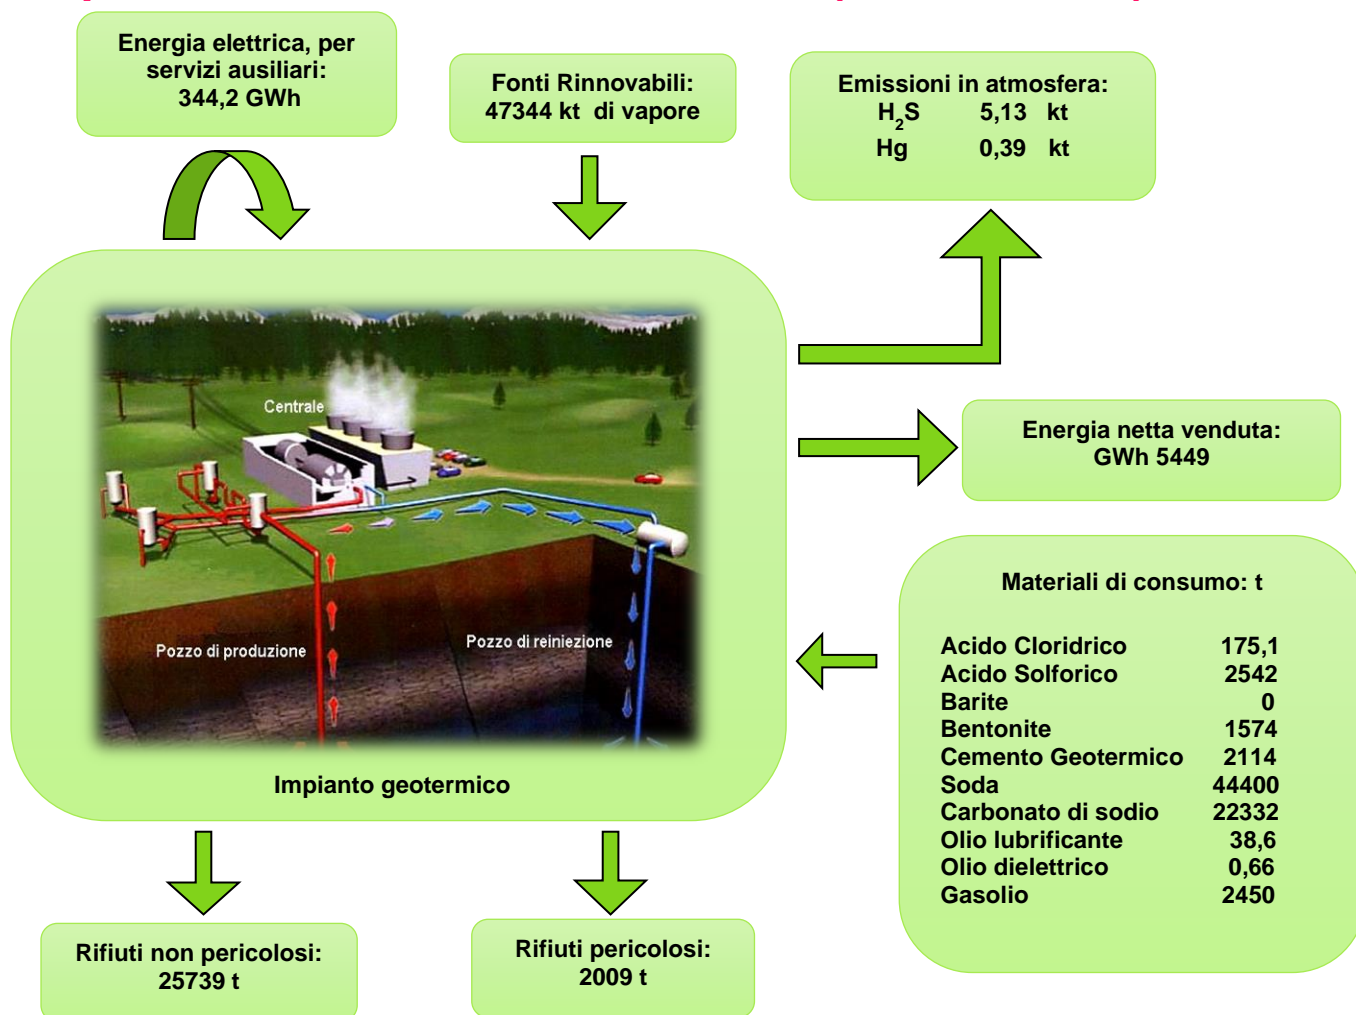 Energia elettrica, per
servizi ausiliari:
344,2 GWh
Fonti Rinnovabili:
47344 kt di vapore
Emissioni in atmosfera:
H₂S 5,13 kt
Hg 0,39 kt
Centrale
Pozzo di produzione
Pozzo di reiniezione
Impianto geotermico
Energia netta venduta:
GWh 5449
Materiali di consumo: t
Acido Cloridrico 175,1
Acido Solforico 2542
Barite 0
Bentonite 1574
Cemento Geotermico 2114
Soda 44400
Carbonato di sodio 22332
Olio lubrificante 38,6
Olio dielettrico 0,66
Gasolio 2450
Rifiuti non pericolosi:
25739 t
Rifiuti pericolosi:
2009 t